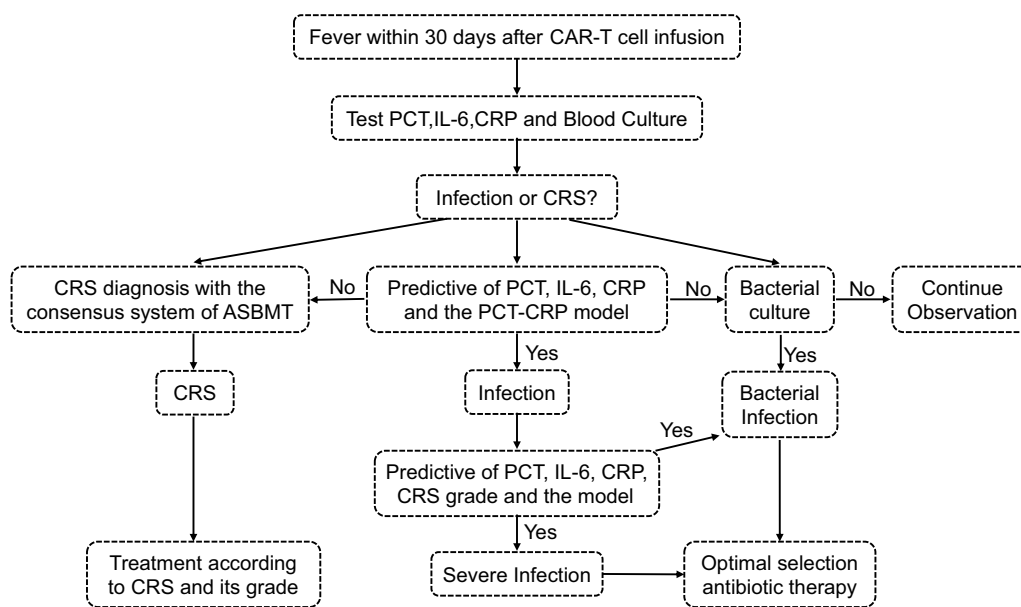 Fever within 30 days after CAR-T cell infusion
Test PCT,IL-6,CRP and Blood Culture
Infection or CRS?
CRS diagnosis with the
consensus system of ASBMT
No
Predictive of PCT, IL-6, CRP
and the PCT-CRP model
No
Bacterial
culture
No
Continue
Observation
Yes
Yes
CRS
Infection
Bacterial
Infection
Yes
Predictive of PCT, IL-6, CRP,
CRS grade and the model
Yes
Treatment according
to CRS and its grade
Severe Infection
Optimal selection
antibiotic therapy